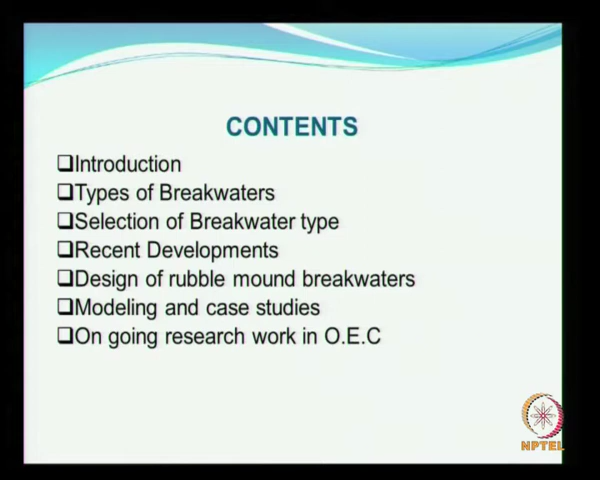 CONTENTS
Introduction
Types of Breakwaters
Selection of Breakwater type
Recent Developments
Design of rubble mound breakwaters
Modeling and case studies
On going research work in O.E.C
NPTEL